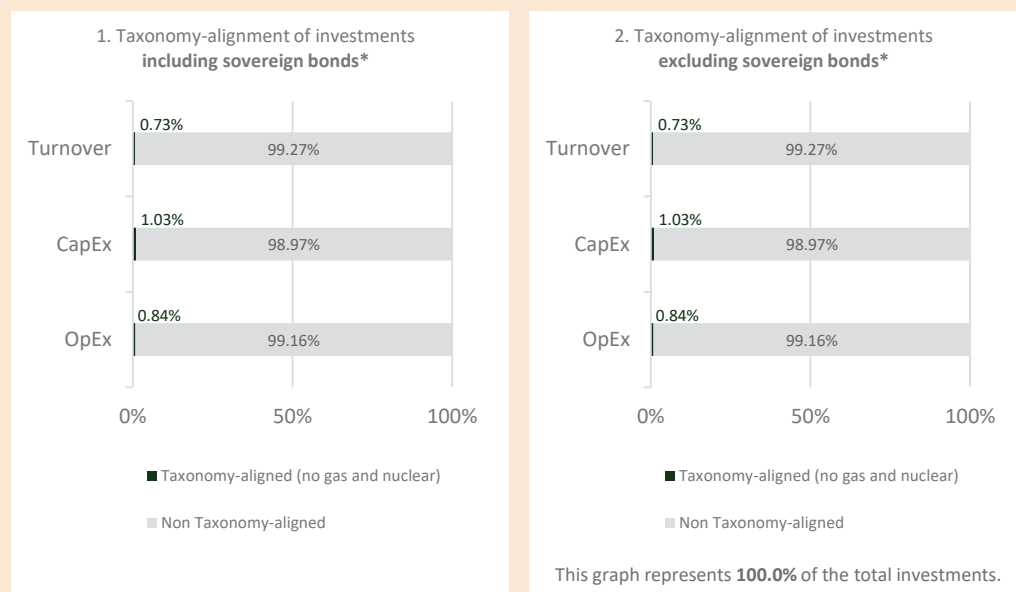 1. Taxonomy-alignment of investments
including sovereign bonds*
Turnover
0.73%
99.27%
CapEx
1.03%
98.97%
OpEx
0.84%
99.16%
0%
50%
100%
Taxonomy-aligned (no gas and nuclear)
Non Taxonomy-aligned
2. Taxonomy-alignment of investments
excluding sovereign bonds*
Turnover
0.73%
99.27%
CapEx
1.03%
98.97%
OpEx
0.84%
99.16%
0%
50%
100%
Taxonomy-aligned (no gas and nuclear)
Non Taxonomy-aligned
This graph represents 100.0% of the total investments.